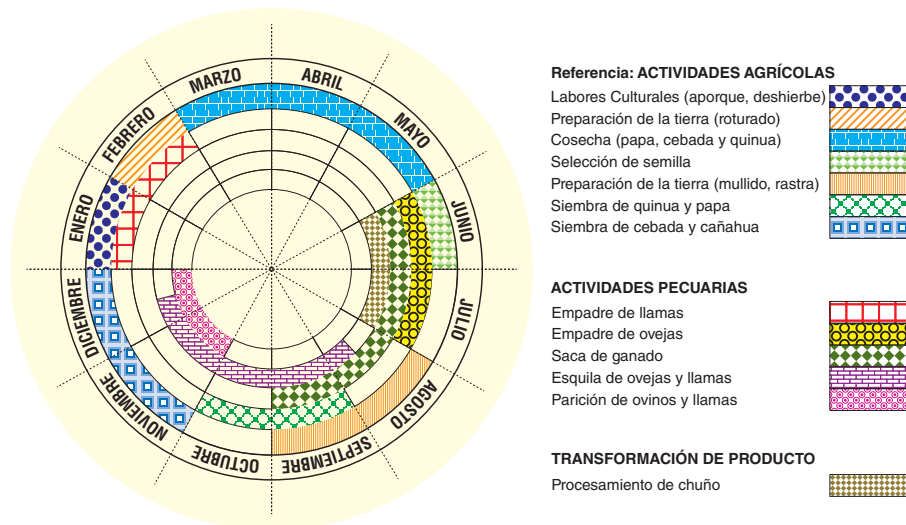 MARZO
ABRIL
MAYO
JUNIO
JULIO
AGOSTO
SEPTIEMBRE
OCTUBRE
NOVIEMBRE
DICIEMBRE
ENERO
FEBRERO
Referencia: ACTIVIDADES AGRÍCOLAS
Labores Culturales (aporque, deshierbe)
Preparación de la tierra (roturado)
Cosecha (papa, cebada y quinua)
Selección de semilla
Preparación de la tierra (mullido, rastra)
Siembra de quinua y papa
Siembra de cebada y cañahua
ACTIVIDADES PECUARIAS
Empadre de llamas
Empadre de ovejas
Saca de ganado
Esquila de ovejas y llamas
Parición de ovinos y llamas
TRANSFORMACIÓN DE PRODUCTO
Procesamiento de chuño